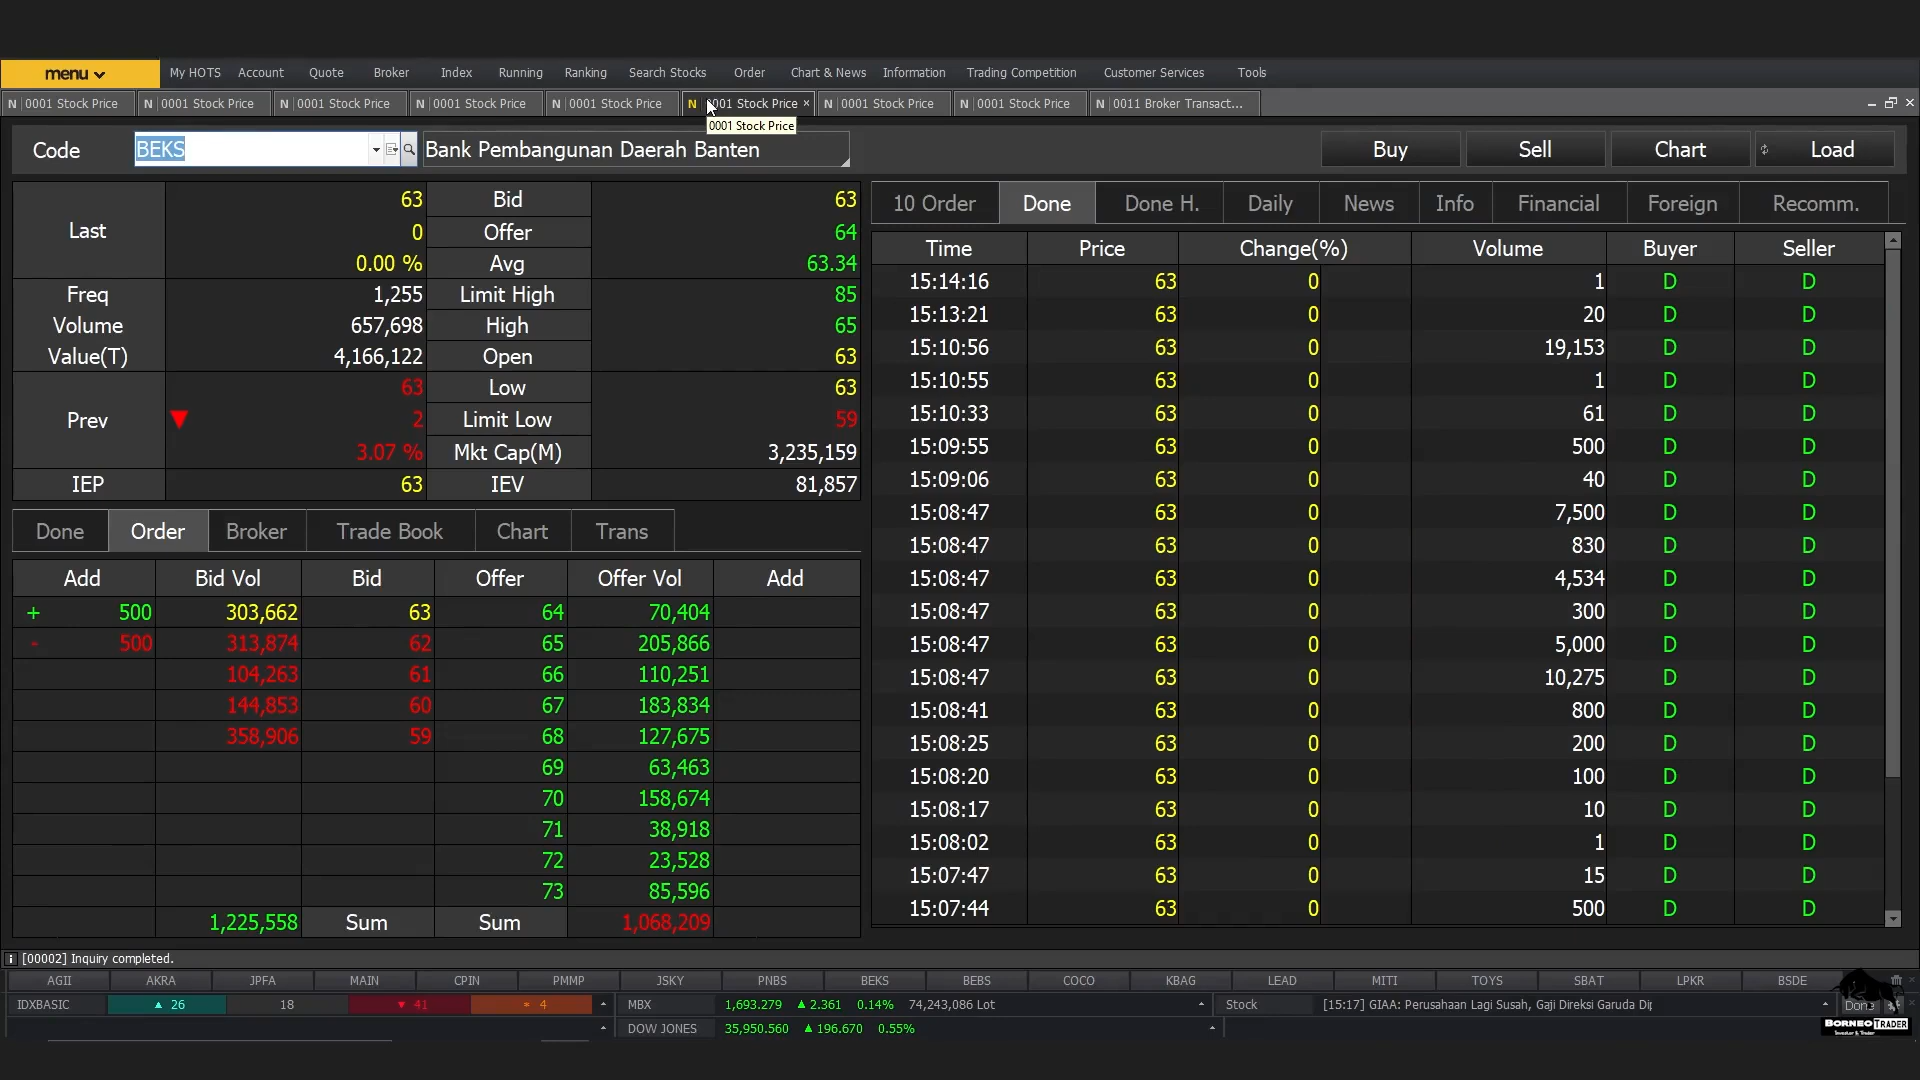 menu My HOTS Account Quote Broker Index Running Ranking Search Stocks Order Chart & News Information Trading Competition Customer Services Tools
N 0001 Stock Price N 0001 Stock Price N 0001 Stock Price N 0001 Stock Price N 0001 Stock Price N 0001 Stock Price × N 0001 Stock Price N 0001 Stock Price N 0011 Broker Transact...
0001 Stock Price
Code BEKS Bank Pembangunan Daerah Banten Buy Sell Chart Load
10 Order Done Done H. Daily News Info Financial Foreign Recomm.
Last 63 Bid 63
0 Offer 64
0.00 % Avg 63.34
Freq 1,255 Limit High 85
Volume 657,698 High 65
Value(T) 4,166,122 Open 63
Prev 63 Low 63
▼ 2 Limit Low 59
3.07 % Mkt Cap(M) 3,235,159
IEP 63 IEV 81,857
Done Order Broker Trade Book Chart Trans
Add Bid Vol Bid Offer Offer Vol Add
+ 500 303,662 63 64 70,404
- 500 313,874 62 65 205,866
104,263 61 66 110,251
144,853 60 67 183,834
358,906 59 68 127,675
69 63,463
70 158,674
71 38,918
72 23,528
73 85,596
1,225,558 Sum Sum 1,068,209
Time Price Change(%) Volume Buyer Seller
15:14:16 63 0 1 D D
15:13:21 63 0 20 D D
15:10:56 63 0 19,153 D D
15:10:55 63 0 1 D D
15:10:33 63 0 61 D D
15:09:55 63 0 500 D D
15:09:06 63 0 40 D D
15:08:47 63 0 7,500 D D
15:08:47 63 0 830 D D
15:08:47 63 0 4,534 D D
15:08:47 63 0 300 D D
15:08:47 63 0 5,000 D D
15:08:47 63 0 10,275 D D
15:08:41 63 0 800 D D
15:08:25 63 0 200 D D
15:08:20 63 0 100 D D
15:08:17 63 0 10 D D
15:08:02 63 0 1 D D
15:07:47 63 0 15 D D
15:07:44 63 0 500 D D
[00002] Inquiry completed.
AGII AKRA JPFA MAIN CPIN PMMP JSKY PNBS BEKS BEBS COCO KBAG LEAD MITI TOYS SBAT LPKR BSDE
IDXBASIC ▲ 26 18 ▼ 41 * 4 MBX 1,693.279 ▲ 2.361 0.14% 74,243,086 Lot Stock [15:17] GIAA: Perusahaan Lagi Susah, Gaji Direksi Garuda Di Done
DOW JONES 35,950.560 ▲ 196.670 0.55%
BORNEO TRADER